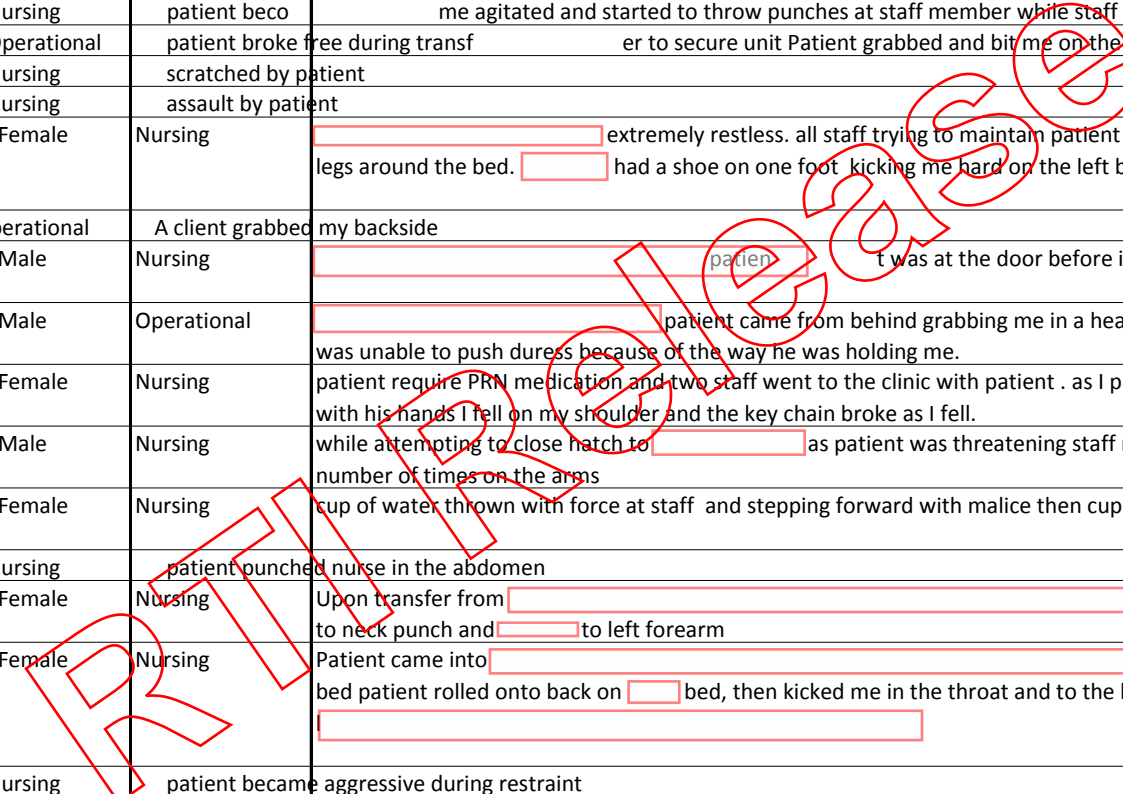 ursing patient beco me agitated and started to throw punches at staff member while staff
perational patient broke free during transf er to secure unit Patient grabbed and bit me on the
ursing scratched by patient
ursing assault by patient
Female Nursing extremely restless. all staff trying to maintain patient
legs around the bed. had a shoe on one foot kicking me hard on the left b
perational A client grabbed my backside
Male Nursing patien t was at the door before i
Male Operational patient came from behind grabbing me in a hea
was unable to push duress because of the way he was holding me.
Female Nursing patient require PRN medication and two staff went to the clinic with patient . as I p
with his hands I fell on my shoulder and the key chain broke as I fell.
Male Nursing while attempting to close hatch to as patient was threatening staff
number of times on the arms
Female Nursing cup of water thrown with force at staff and stepping forward with malice then cup
ursing patient punched nurse in the abdomen
Female Nursing Upon transfer from
to neck punch and to left forearm
Female Nursing Patient came into
bed patient rolled onto back on bed, then kicked me in the throat and to the
ursing patient became aggressive during restraint
RTI Release